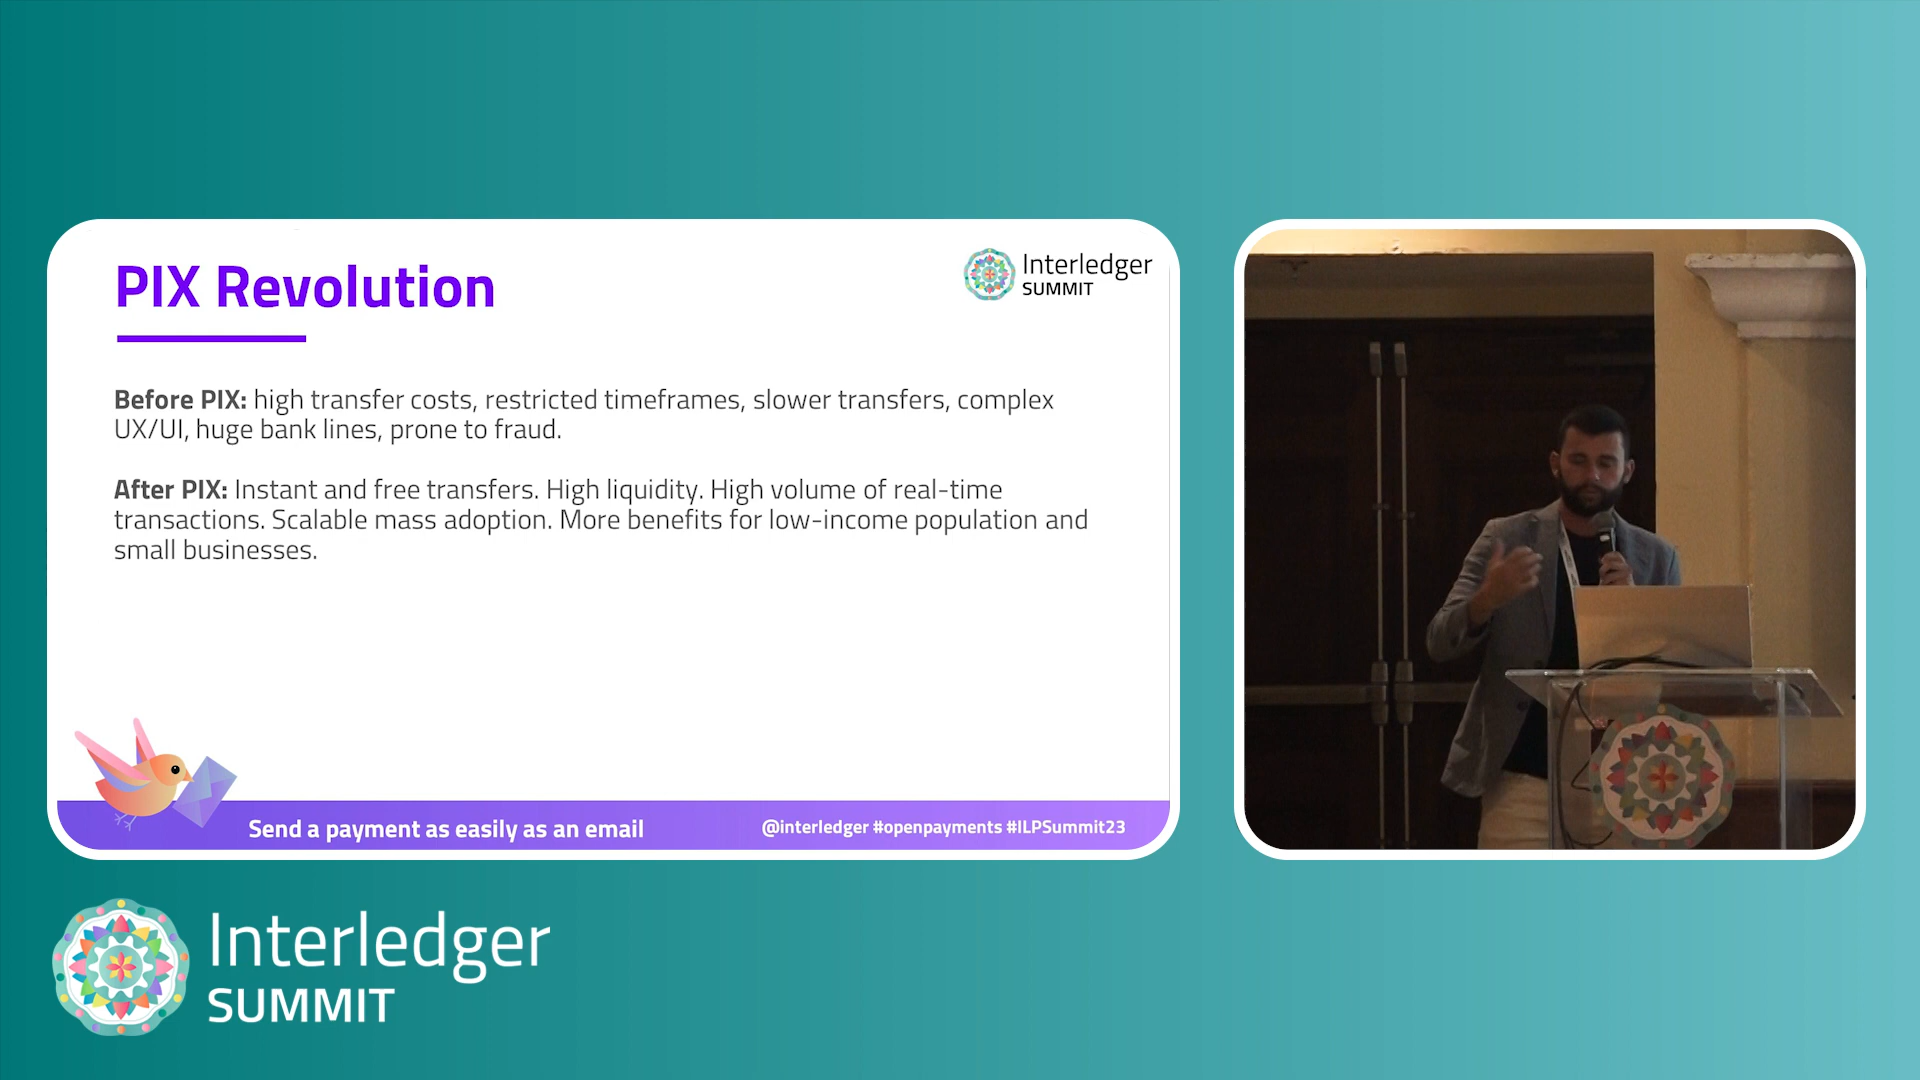 PIX Revolution
Interledger
SUMMIT
Before PIX: high transfer costs, restricted timeframes, slower transfers, complex
UX/UI, huge bank lines, prone to fraud.
After PIX: Instant and free transfers. High liquidity. High volume of real-time
transactions. Scalable mass adoption. More benefits for low-income population and
small businesses.
Send a payment as easily as an email
@interledger #openpayments #ILPSummit23
Interledger
SUMMIT